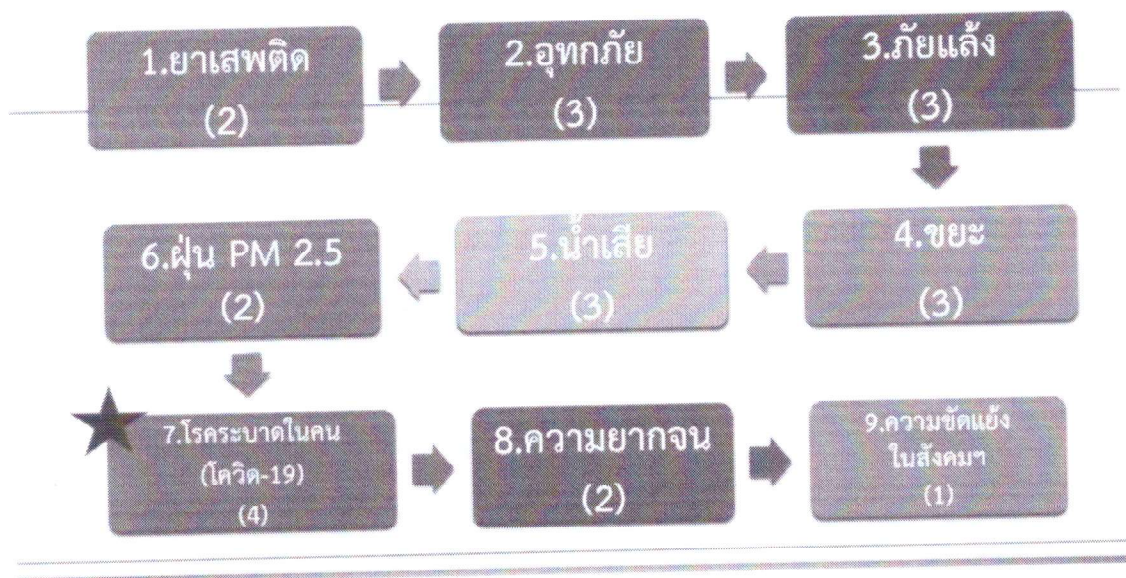 1.ยาเสพติด
(2)
2.อุทกภัย
(3)
3.ภัยแล้ง
(3)
4.ขยะ
(3)
5.น้ำเสีย
(3)
6.ฝุ่น PM 2.5
(2)
7.โรคระบาดในคน
(โควิด-19)
(4)
8.ความยากจน
(2)
9.ความขัดแย้ง
ในสังคมฯ
(1)